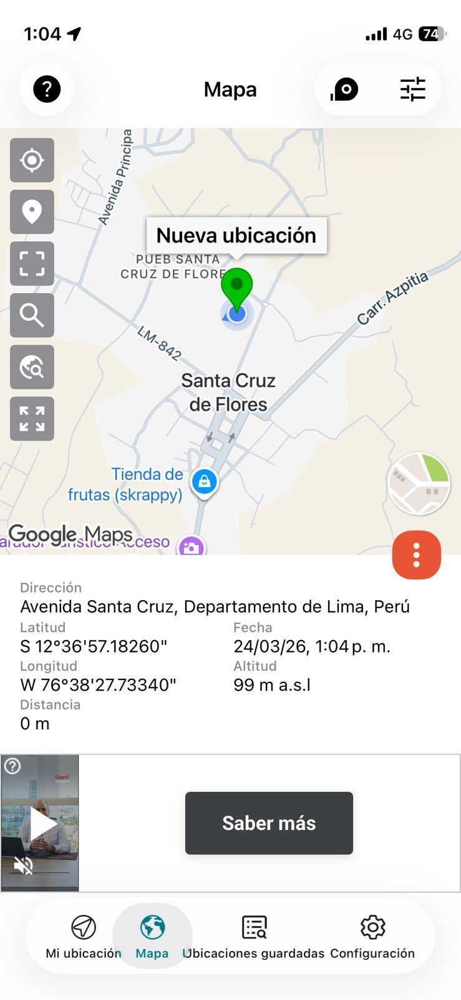 1:04
4G
74
?
Mapa
Avenida Principa
Nueva ubicación
PUEB SANTA
CRUZ DE FLORE
Carr. Azpitia
LM-842
Santa Cruz
de Flores
Tienda de
frutas (skrappy)
Google Maps
Acceso
Dirección
Avenida Santa Cruz, Departamento de Lima, Perú
Latitud
S 12°36'57.18260"
Fecha
24/03/26, 1:04 p. m.
Longitud
W 76°38'27.73340"
Altitud
99 m a.s.l
Distancia
0 m
?
Claro
empresas
Saber más
Mi ubicación
Mapa
Ubicaciones guardadas
Configuración